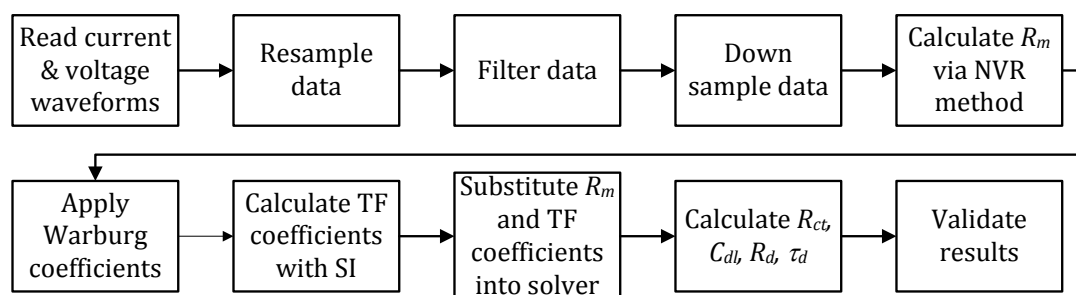 Read current
& voltage
waveforms
Resample
data
Filter data
Down
sample data
Calculate Rm
via NVR
method
Apply
Warburg
coefficients
Calculate TF
coefficients
with SI
Substitute Rm
and TF
coefficients
into solver
Calculate Rct,
Cdl, Rd, τd
Validate
results